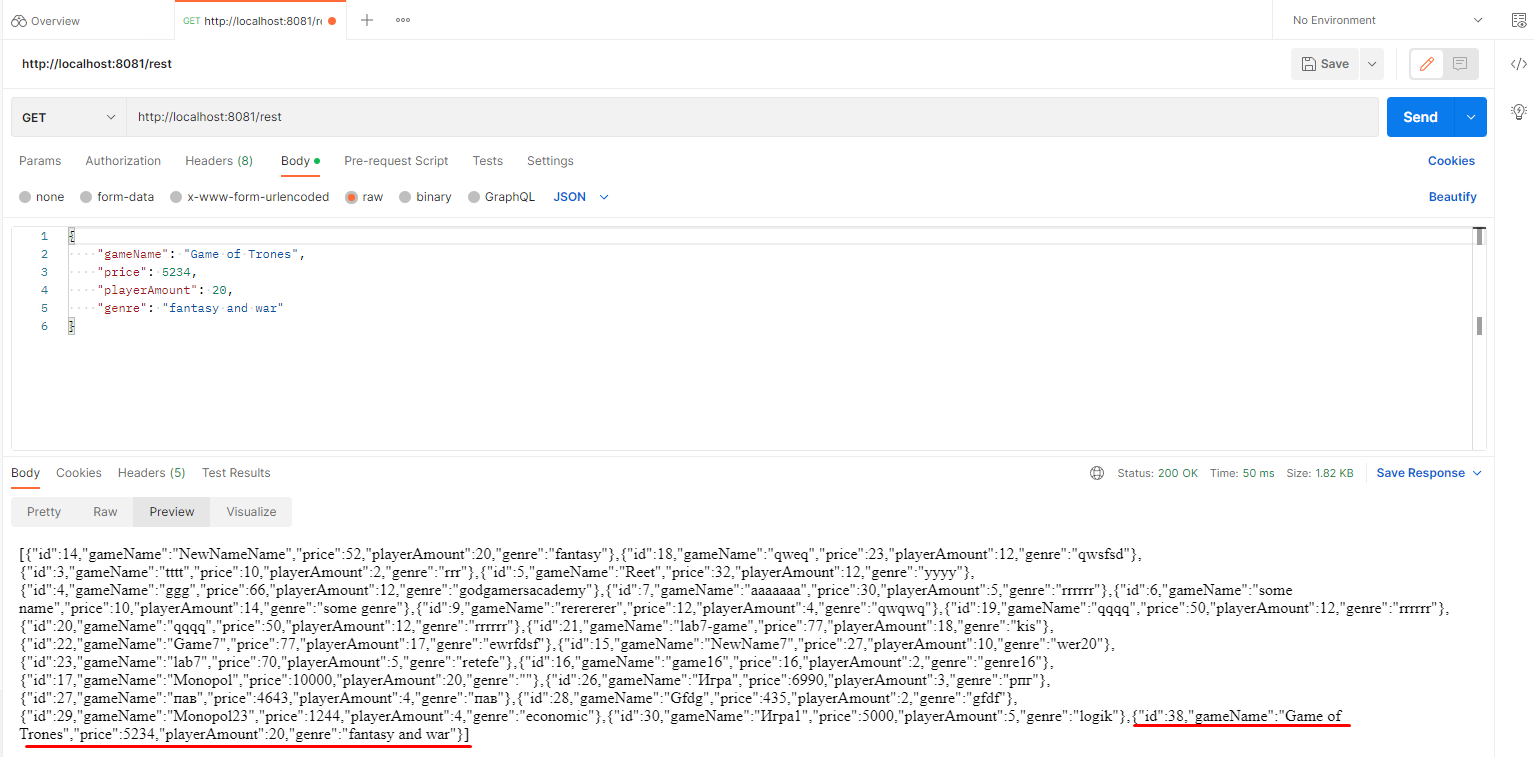 Overview
GET http://localhost:8081/r
No Environment
http://localhost:8081/rest
Save
GET http://localhost:8081/rest
Send
Params Authorization Headers (8) Body Pre-request Script Tests Settings Cookies
none form-data x-www-form-urlencoded raw binary GraphQL JSON Beautify
1 {
2 "gameName": "Game of Trones",
3 "price": 5234,
4 "playerAmount": 20,
5 "genre": "fantasy and war"
6 }
Body Cookies Headers (5) Test Results Status: 200 OK Time: 50 ms Size: 1.82 KB Save Response
Pretty Raw Preview Visualize
[{"id":14,"gameName":"NewNameName","price":52,"playerAmount":20,"genre":"fantasy"},{"id":18,"gameName":"qweq","price":23,"playerAmount":12,"genre":"qwsfsd"},
{"id":3,"gameName":"tttt","price":10,"playerAmount":2,"genre":"rrr"},{"id":5,"gameName":"Reet","price":32,"playerAmount":12,"genre":"yyyy"},
{"id":4,"gameName":"ggg","price":66,"playerAmount":12,"genre":"godgamersacademy"},{"id":7,"gameName":"aaaaaaa","price":30,"playerAmount":5,"genre":"rrrrrr"},{"id":6,"gameName":"some
name","price":10,"playerAmount":14,"genre":"some genre"},{"id":9,"gameName":"rerererer","price":12,"playerAmount":4,"genre":"qwqwq"},{"id":19,"gameName":"qqqq","price":50,"playerAmount":12,"genre":"rrrrrr"},
{"id":20,"gameName":"qqqq","price":50,"playerAmount":12,"genre":"rrrrrr"},{"id":21,"gameName":"lab7-game","price":77,"playerAmount":18,"genre":"kis"},
{"id":22,"gameName":"Game7","price":77,"playerAmount":17,"genre":"ewrfdsf"},{"id":15,"gameName":"NewName7","price":27,"playerAmount":10,"genre":"wer20"},
{"id":23,"gameName":"lab7","price":70,"playerAmount":5,"genre":"retefe"},{"id":16,"gameName":"game16","price":16,"playerAmount":2,"genre":"genre16"},
{"id":17,"gameName":"Monopol","price":10000,"playerAmount":20,"genre":""},{"id":26,"gameName":"Игра","price":6990,"playerAmount":3,"genre":"рпг"},
{"id":27,"gameName":"пав","price":4643,"playerAmount":4,"genre":"пав"},{"id":28,"gameName":"Gfdg","price":435,"playerAmount":2,"genre":"gfdf"},
{"id":29,"gameName":"Monopol23","price":1244,"playerAmount":4,"genre":"economic"},{"id":30,"gameName":"Игра1","price":5000,"playerAmount":5,"genre":"logik"},{"id":38,"gameName":"Game of
Trones","price":5234,"playerAmount":20,"genre":"fantasy and war"}]